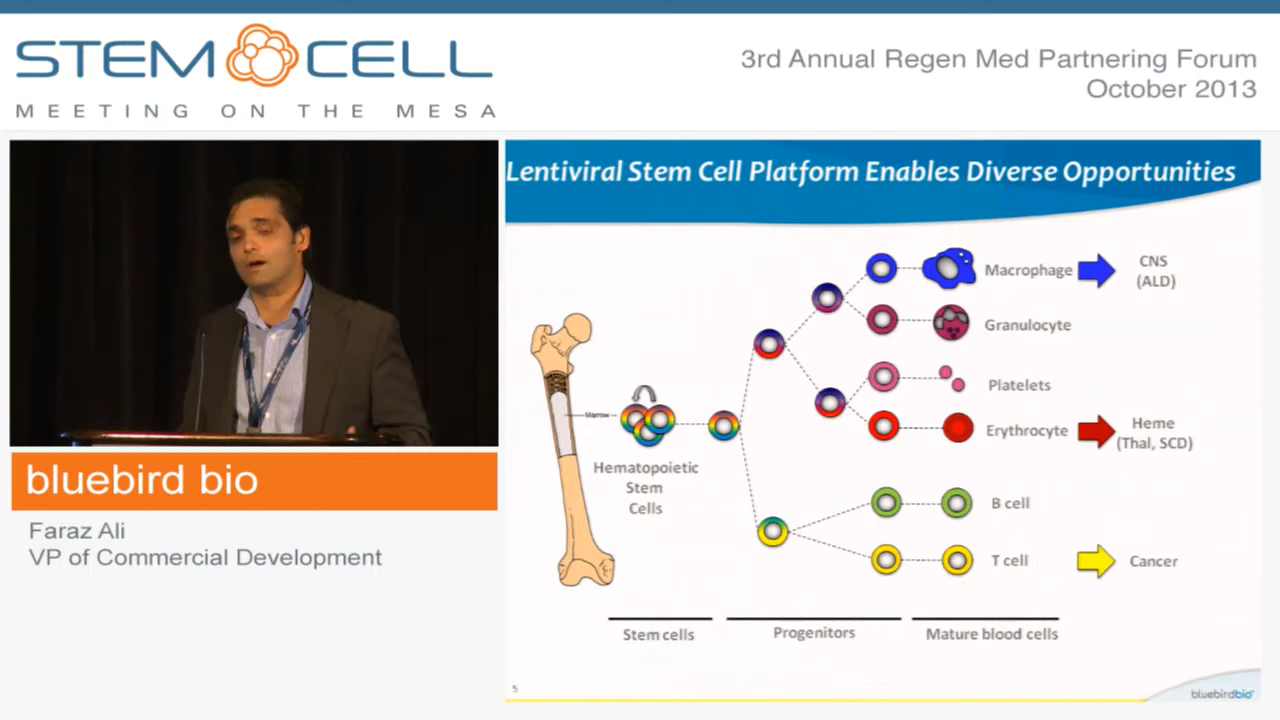 STEM CELL
MEETING ON THE MESA
3rd Annual Regen Med Partnering Forum
October 2013
bluebird bio
Faraz Ali
VP of Commercial Development
Lentiviral Stem Cell Platform Enables Diverse Opportunities
Marrow
Hematopoietic
Stem
Cells
Macrophage
CNS
(ALD)
Granulocyte
Platelets
Erythrocyte
Heme
(Thal, SCD)
B cell
T cell
Cancer
Stem cells
Progenitors
Mature blood cells
5
bluebirdbio